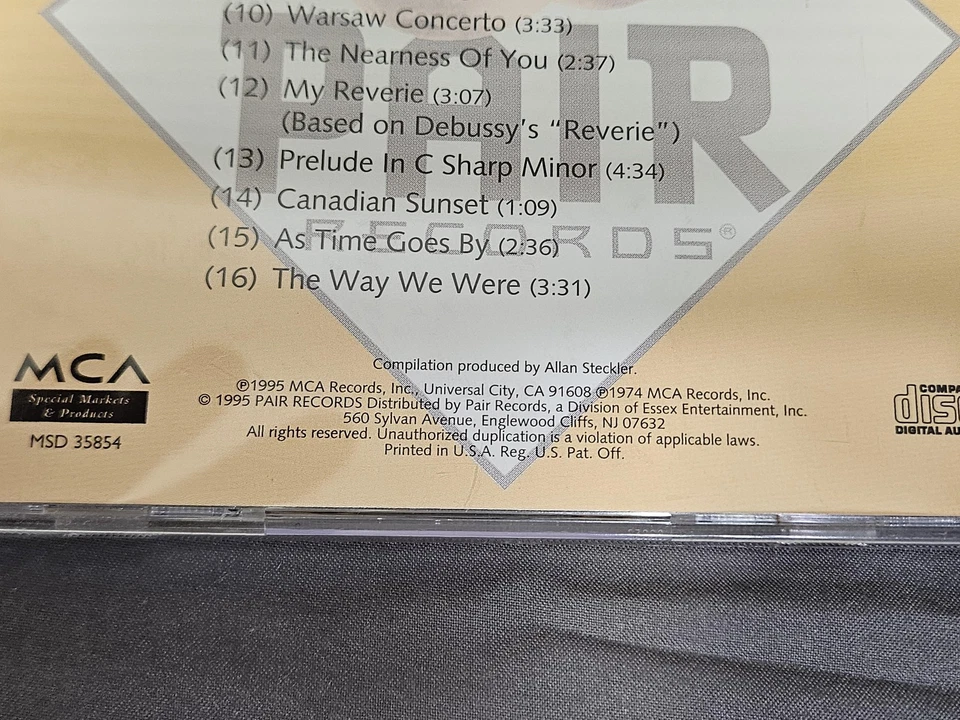 (10) Warsaw Concerto (3:33)
(11) The Nearness Of You (2:37)
(12) My Reverie (3:07)
(Based on Debussy's "Reverie")
(13) Prelude In C Sharp Minor (4:34)
(14) Canadian Sunset (1:09)
(15) As Time Goes By (2:36)
(16) The Way We Were (3:31)
PAIR
RECORDS®
MCA
Special Markets
& Products
MSD 35854
Compilation produced by Allan Steckler.
℗1995 MCA Records, Inc., Universal City, CA 91608 ℗1974 MCA Records, Inc.
© 1995 PAIR RECORDS Distributed by Pair Records, a Division of Essex Entertainment, Inc.
560 Sylvan Avenue, Englewood Cliffs, NJ 07632
All rights reserved. Unauthorized duplication is a violation of applicable laws.
Printed in U.S.A. Reg. U.S. Pat. Off.
COMPA
disc
DIGITAL AU